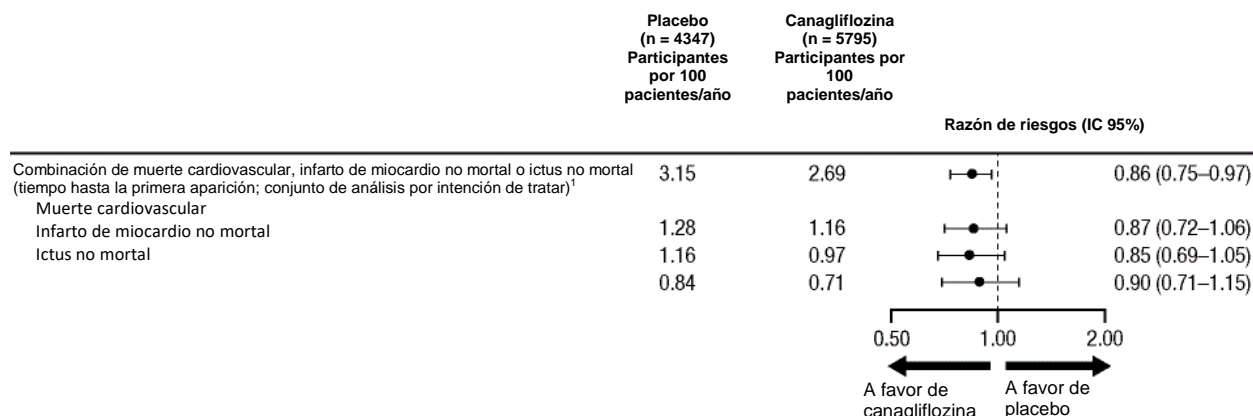 Placebo
(n = 4347)
Participantes
por 100
pacientes/año
Canagliflozina
(n = 5795)
Participantes por
100
pacientes/año
Razón de riesgos (IC 95%)
Combinación de muerte cardiovascular, infarto de miocardio no mortal o ictus no mortal
(tiempo hasta la primera aparición; conjunto de análisis por intención de tratar)1
3.15 2.69 0.86 (0.75–0.97)
Muerte cardiovascular
Infarto de miocardio no mortal 1.28 1.16 0.87 (0.72–1.06)
Ictus no mortal 1.16 0.97 0.85 (0.69–1.05)
0.84 0.71 0.90 (0.71–1.15)
0.50 1.00 2.00
A favor de
canagliflozina
A favor de
placebo